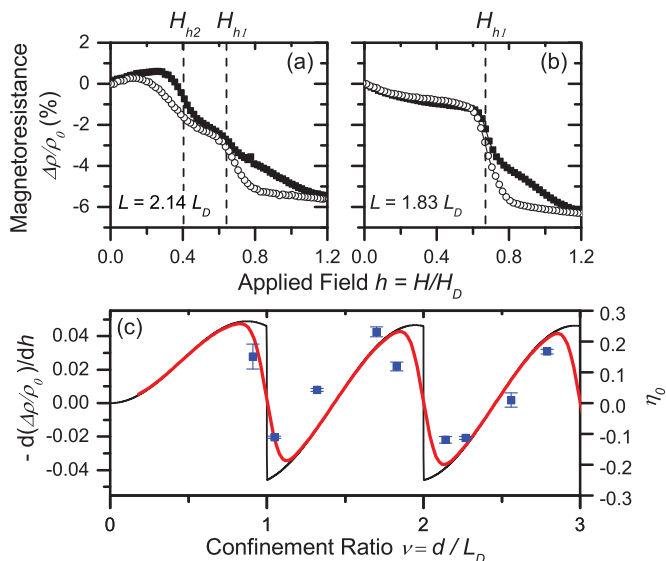 H_h2 H_h1 H_h1
(a) (b)
Magnetoresistance
Δρ/ρ_0 (%)
2
0
-2
-4
-6
L = 2.14 L_D L = 1.83 L_D
0.0 0.4 0.8 1.2 0.0 0.4 0.8 1.2
Applied Field h = H/H_D
(c)
- d(Δρ/ρ_0)/dh
0.04
0.02
0.00
-0.02
-0.04
0.3
0.2
0.1
0.0
-0.1
-0.2
-0.3
η_0
0 1 2 3
Confinement Ratio ν = d / L_D